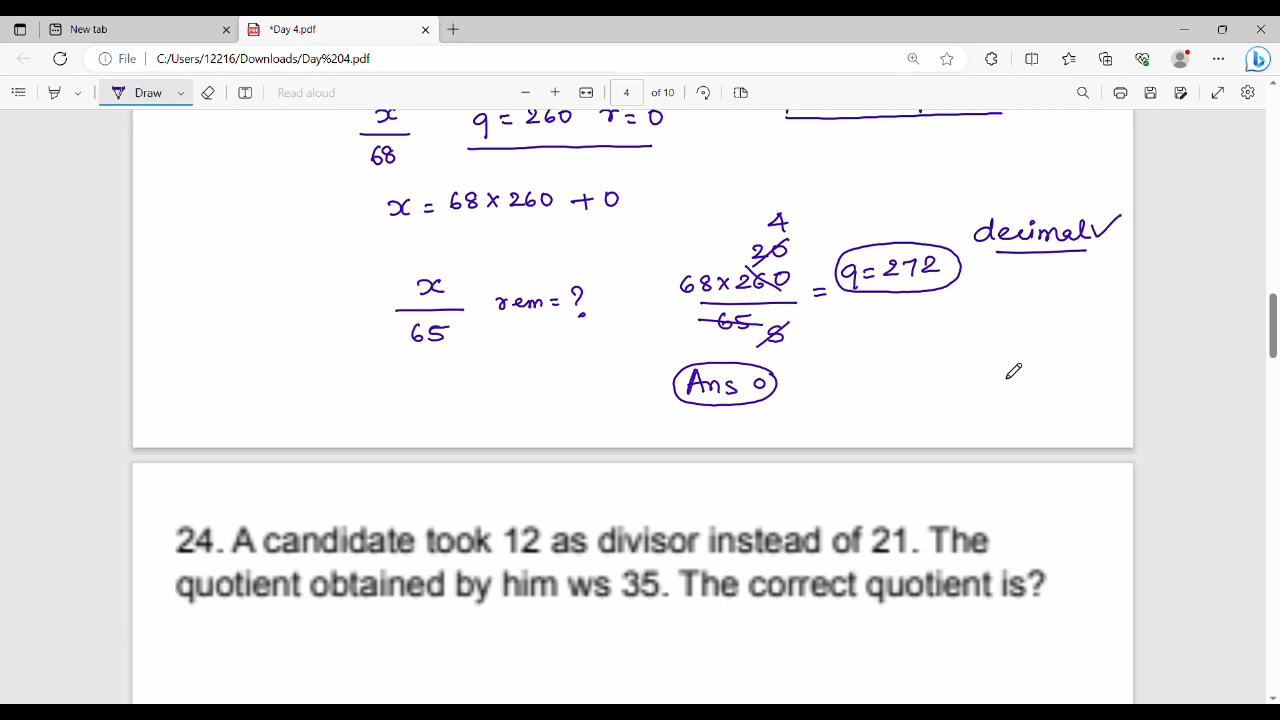 New tab
*Day 4.pdf
File C:/Users/12216/Downloads/Day%204.pdf
Draw Read aloud 4 of 10
x/68 q = 260 r = 0
x = 68 × 260 + 0
x/65 rem = ?
4
20
68 × 260 / 65 5 = q = 272
decimal ✓
Ans 0
24. A candidate took 12 as divisor instead of 21. The
quotient obtained by him ws 35. The correct quotient is?